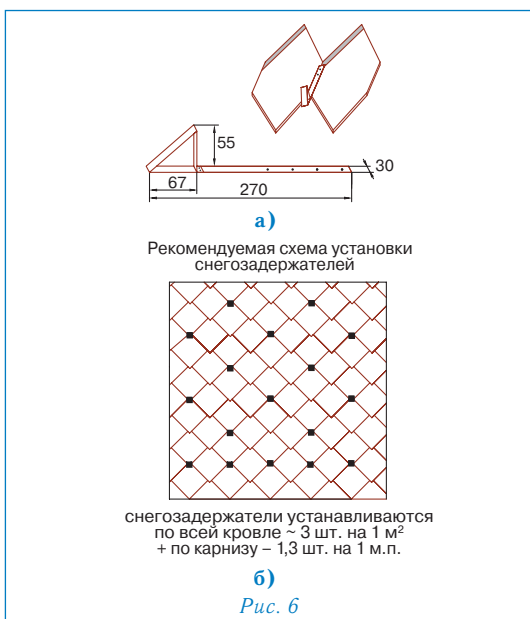 55
30
67
270
а)
Рекомендуемая схема установки
снегозадержателей
снегозадержатели устанавливаются
по всей кровле ~ 3 шт. на 1 м²
+ по карнизу – 1,3 шт. на 1 м.п.
б)
Рис. 6